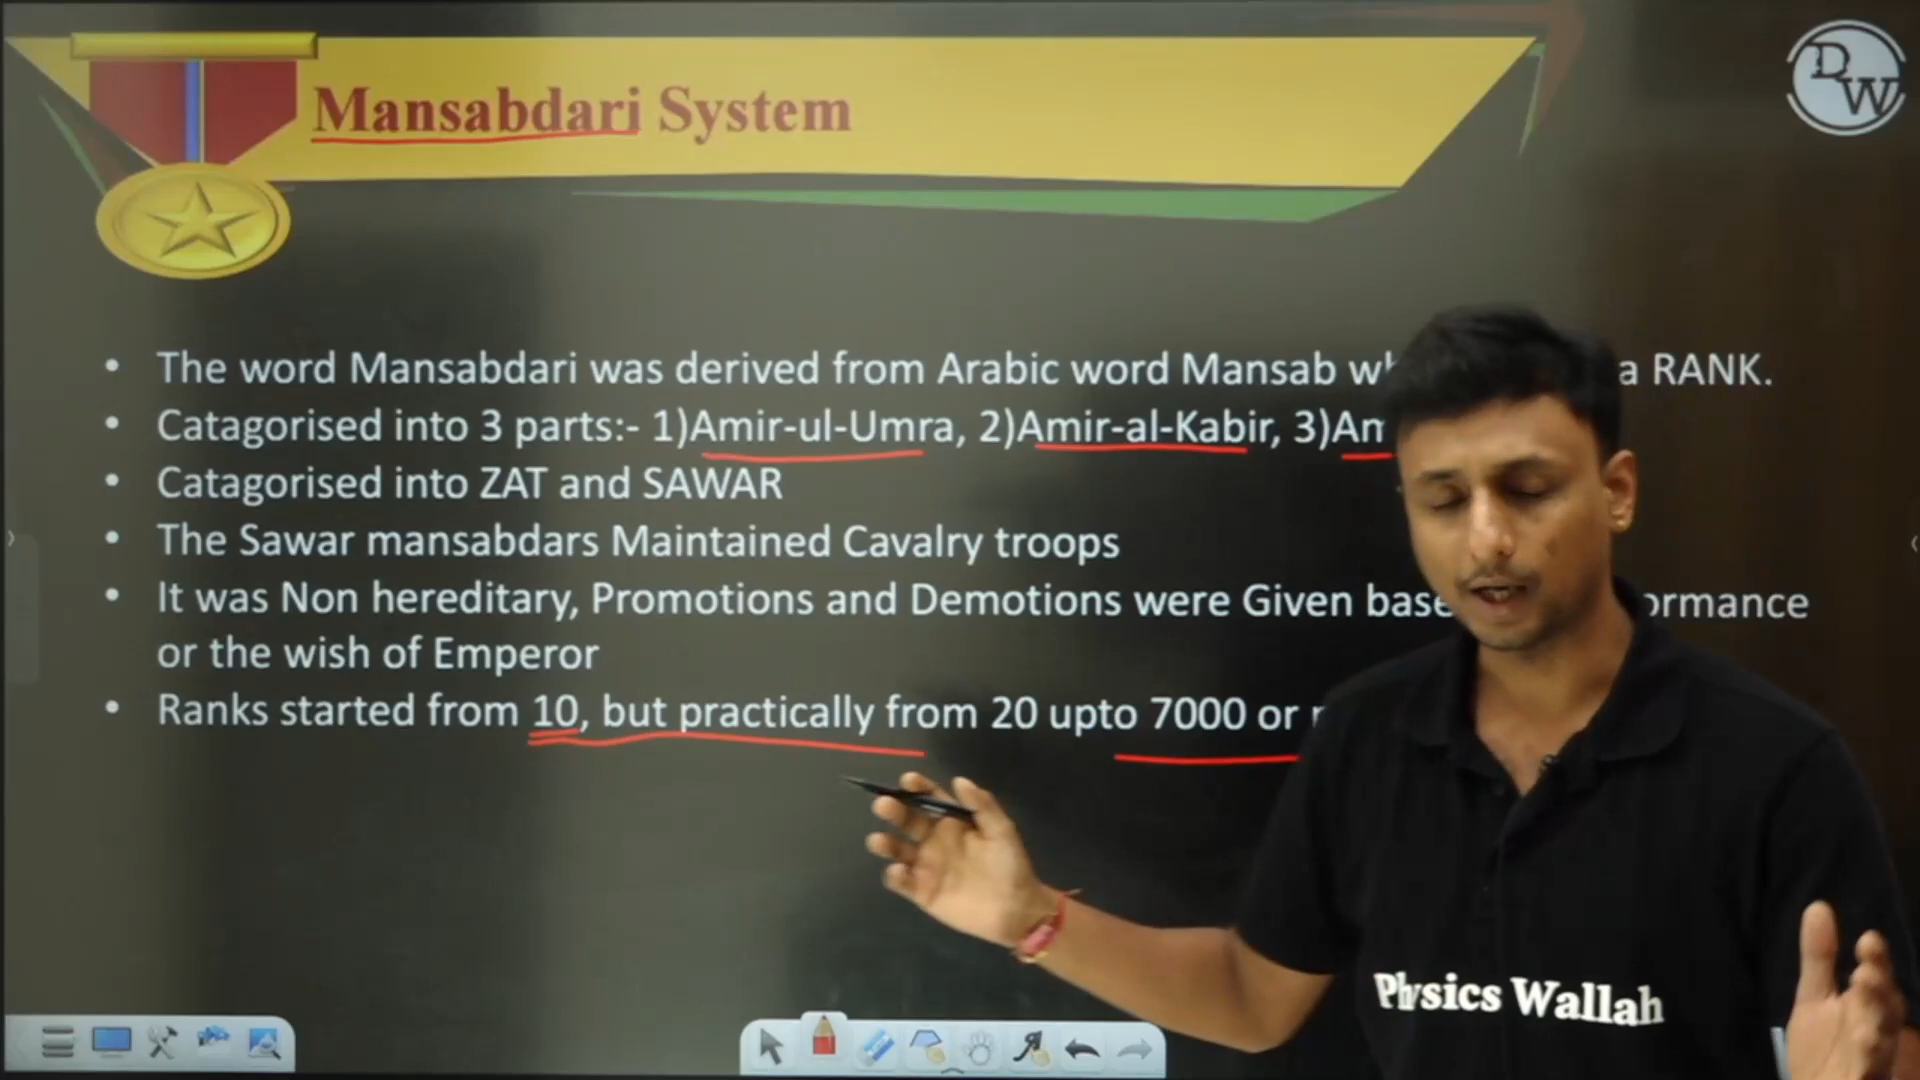 Mansabdari System
DW
The word Mansabdari was derived from Arabic word Mansab a RANK.
Catagorised into 3 parts:- 1)Amir-ul-Umra, 2)Amir-al-Kabir, 3)
Catagorised into ZAT and SAWAR
The Sawar mansabdars Maintained Cavalry troops
It was Non hereditary, Promotions and Demotions were Given
or the wish of Emperor
Ranks started from 10, but practically from 20 upto 7000 or
Physics Wallah